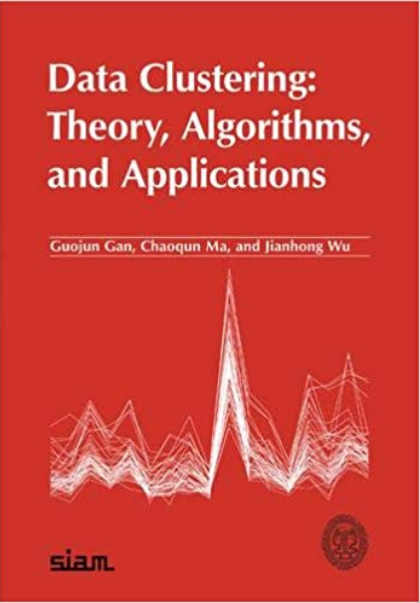 Data Clustering:
Theory, Algorithms,
and Applications
Guojun Gan, Chaoqun Ma, and Jianhong Wu
siam